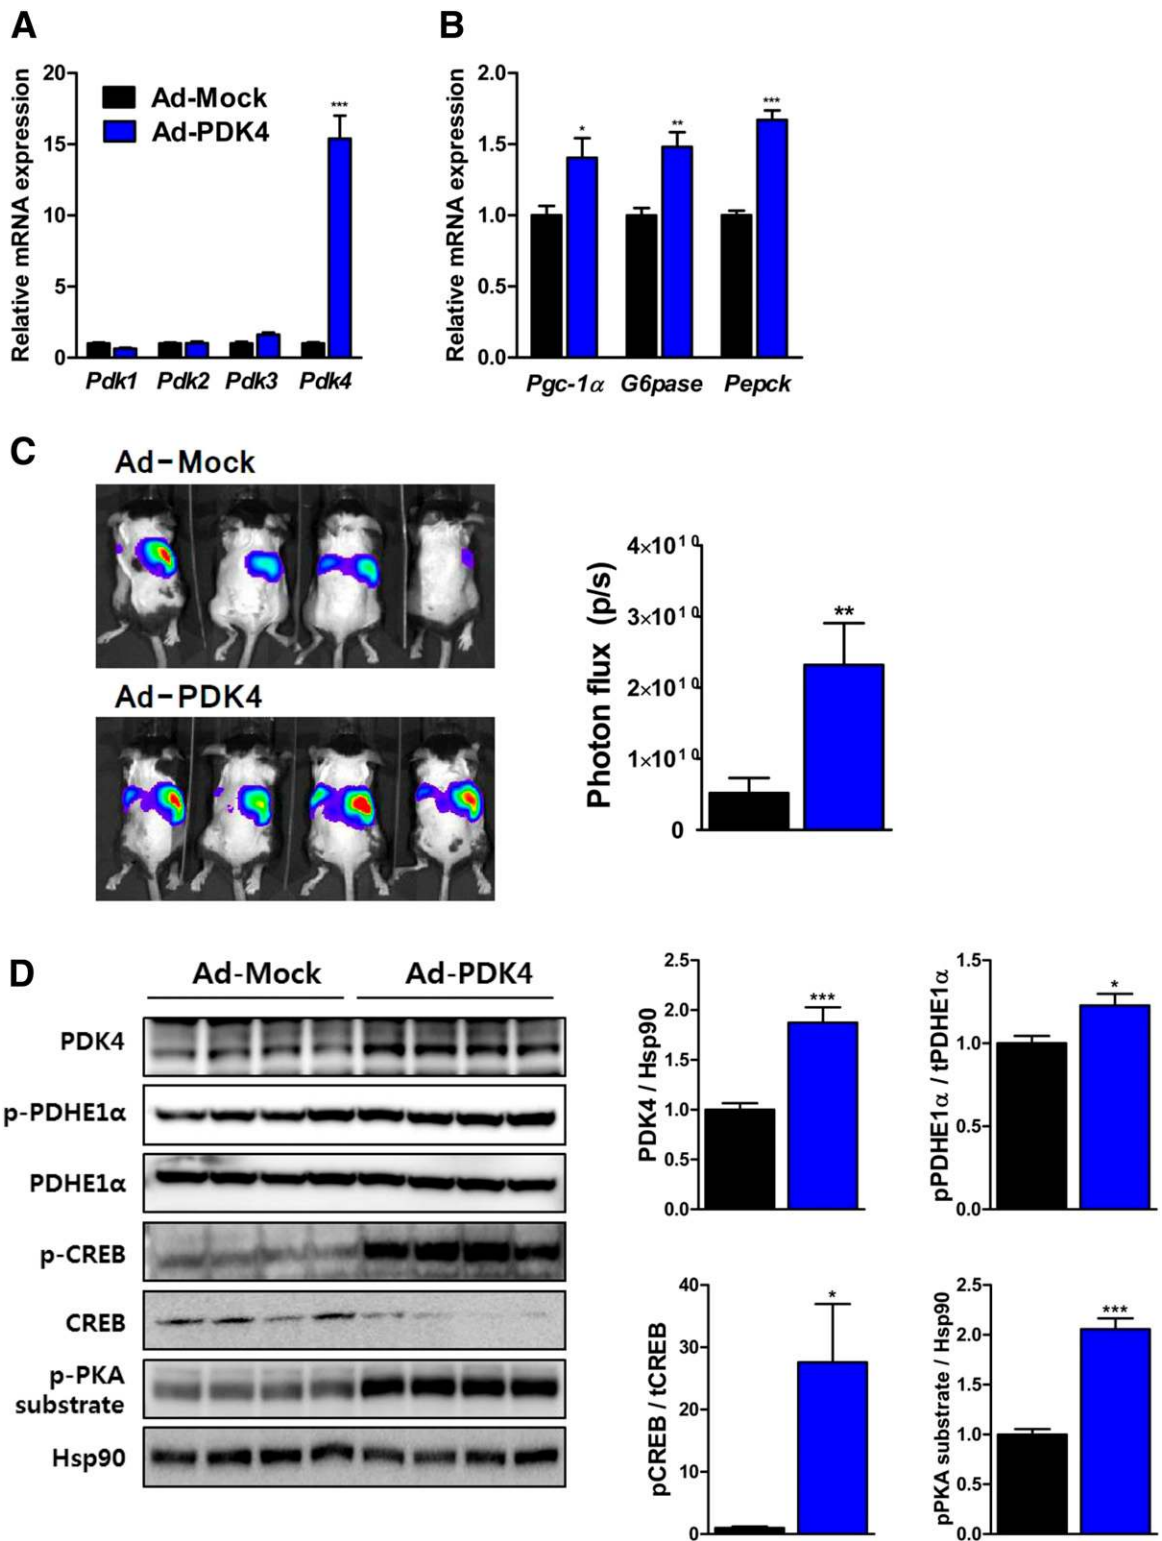 A
Relative mRNA expression
20
15
10
5
0
Ad-Mock
Ad-PDK4
***
Pdk1 Pdk2 Pdk3 Pdk4
B
Relative mRNA expression
2.0
1.5
1.0
0.5
0.0
* ** ***
Pgc-1α G6pase Pepck
C
Ad-Mock
Ad-PDK4
Photon flux (p/s)
4×10¹⁰
3×10¹⁰
2×10¹⁰
1×10¹⁰
0
**
D
Ad-Mock Ad-PDK4
PDK4
p-PDHE1α
PDHE1α
p-CREB
CREB
p-PKA
substrate
Hsp90
PDK4 / Hsp90
2.5
2.0
1.5
1.0
0.5
0.0
***
pPDHE1α / tPDHE1α
1.5
1.0
0.5
0.0
*
pCREB / tCREB
40
30
20
10
0
*
pPKA substrate / Hsp90
2.5
2.0
1.5
1.0
0.5
0.0
***